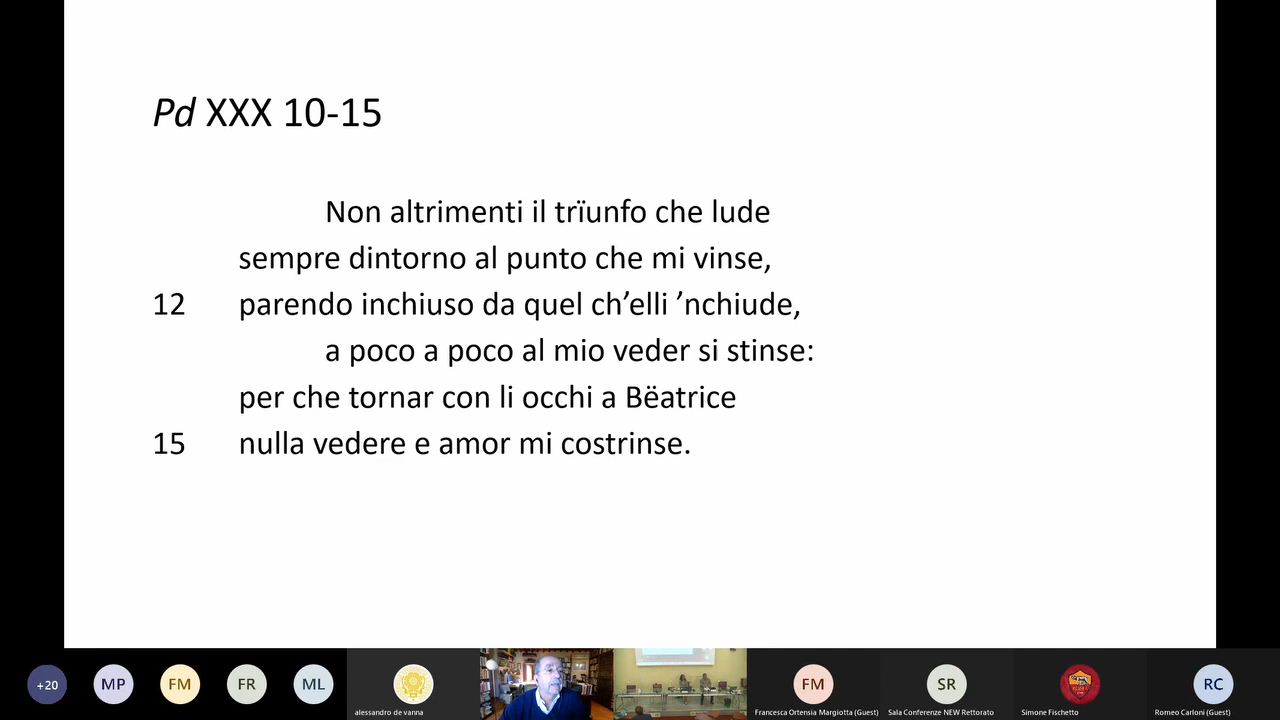 Pd XXX 10-15
Non altrimenti il trïunfo che lude
sempre dintorno al punto che mi vinse,
12 parendo inchiuso da quel ch’elli ’nchiude,
a poco a poco al mio veder si stinse:
per che tornar con li occhi a Bëatrice
15 nulla vedere e amor mi costrinse.
+20 MP FM FR ML FM SR RC
alessandro de vanna Francesca Ortensia Margiotta (Guest) Sala Conferenze NEW Rettorato Simone Fischetto Romeo Carloni (Guest)